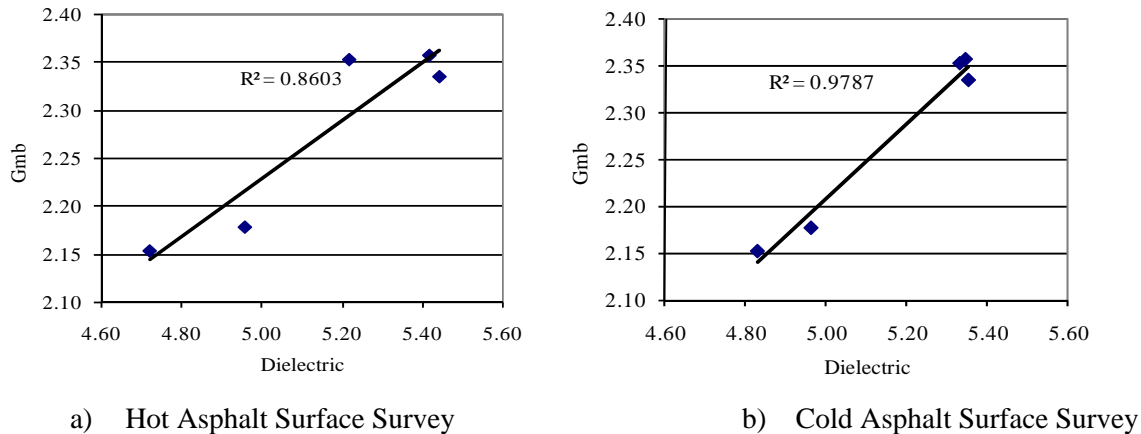 2.40
2.35
2.30
2.25
2.20
2.15
2.10
Gmb
R² = 0.8603
4.60 4.80 5.00 5.20 5.40 5.60
Dielectric
a) Hot Asphalt Surface Survey
2.40
2.35
2.30
2.25
2.20
2.15
2.10
Gmb
R² = 0.9787
4.60 4.80 5.00 5.20 5.40 5.60
Dielectric
b) Cold Asphalt Surface Survey